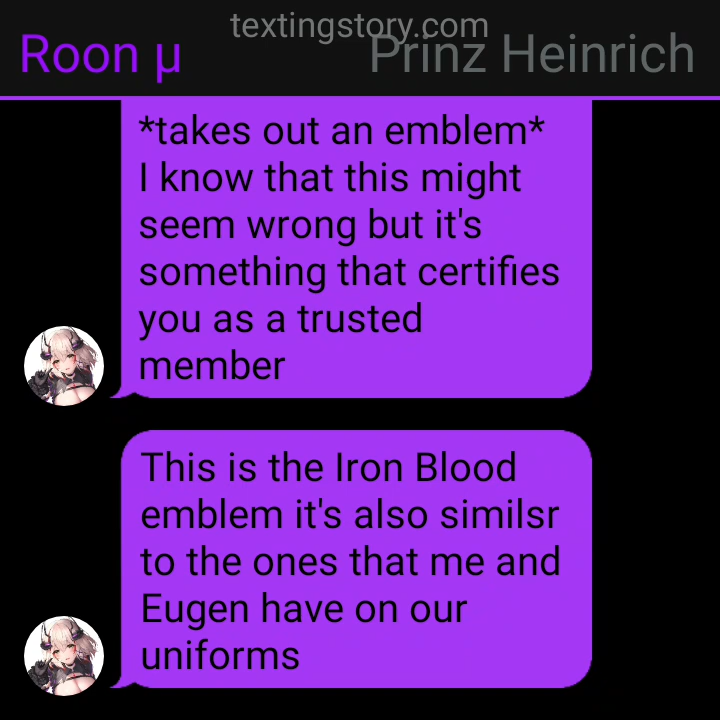 textingstory.com
Roon μ
Prinz Heinrich
*takes out an emblem*
I know that this might
seem wrong but it's
something that certifies
you as a trusted
member
This is the Iron Blood
emblem it's also similsr
to the ones that me and
Eugen have on our
uniforms